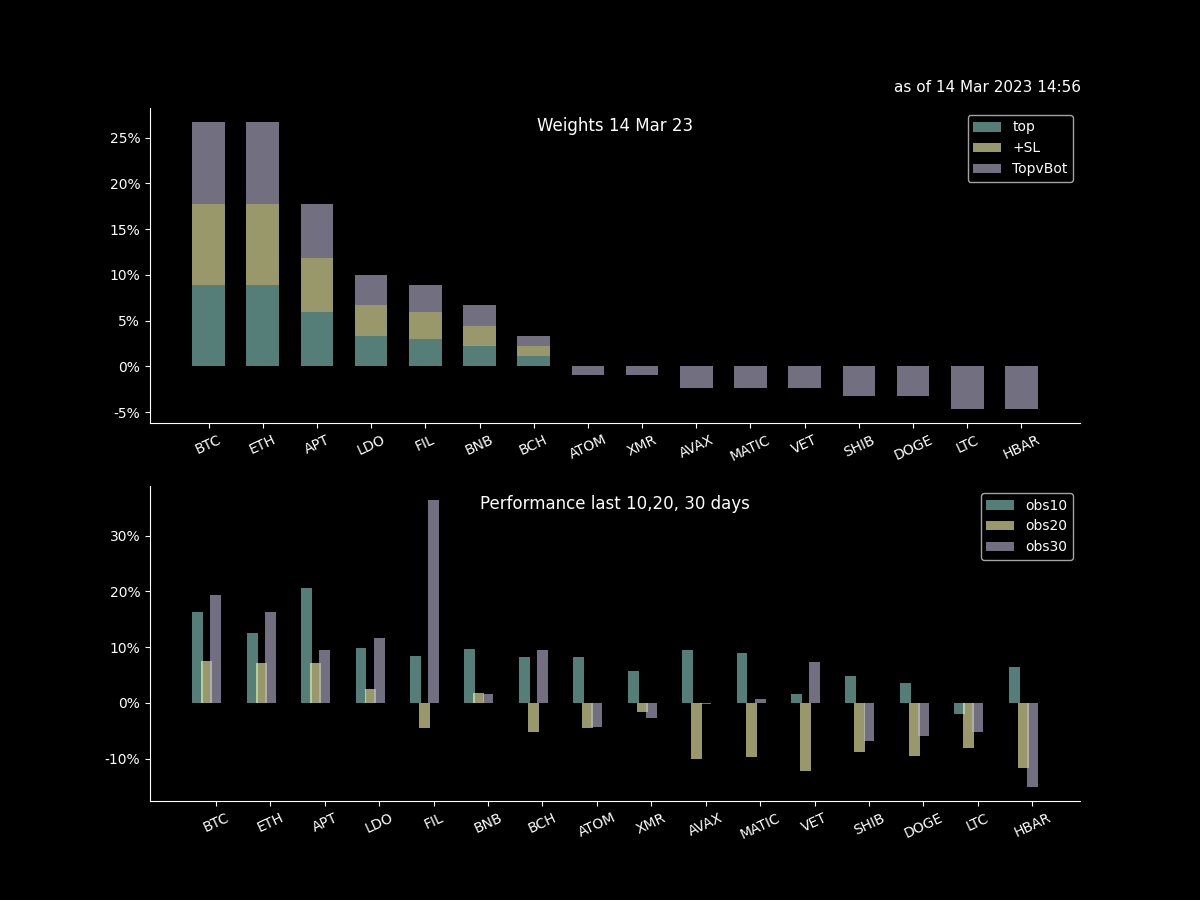 as of 14 Mar 2023 14:56
Weights 14 Mar 23
top
+SL
TopvBot
25%
20%
15%
10%
5%
0%
-5%
BTC ETH APT LDO FIL BNB BCH ATOM XMR AVAX MATIC VET SHIB DOGE LTC HBAR
Performance last 10,20, 30 days
obs10
obs20
obs30
30%
20%
10%
0%
-10%
BTC ETH APT LDO FIL BNB BCH ATOM XMR AVAX MATIC VET SHIB DOGE LTC HBAR